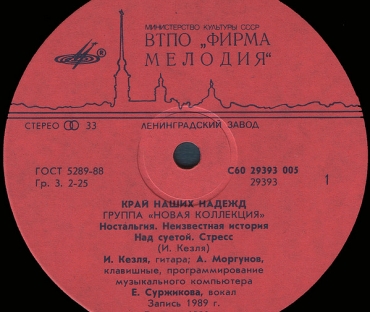 МИНИСТЕРСТВО КУЛЬТУРЫ СССР
ВТПО „ФИРМА
МЕЛОДИЯ“
СТЕРЕО 33
ЛЕНИНГРАДСКИЙ ЗАВОД
ГОСТ 5289-88
Гр. 3. 2-25
С60 29393 005
29393
1
КРАЙ НАШИХ НАДЕЖД
ГРУППА «НОВАЯ КОЛЛЕКЦИЯ»
Ностальгия. Неизвестная история
Над суетой. Стресс
(И. Кезля)
И. Кезля, гитара; А. Моргунов,
клавишные, программирование
музыкального компьютера
Е. Суржикова, вокал
Запись 1989 г.